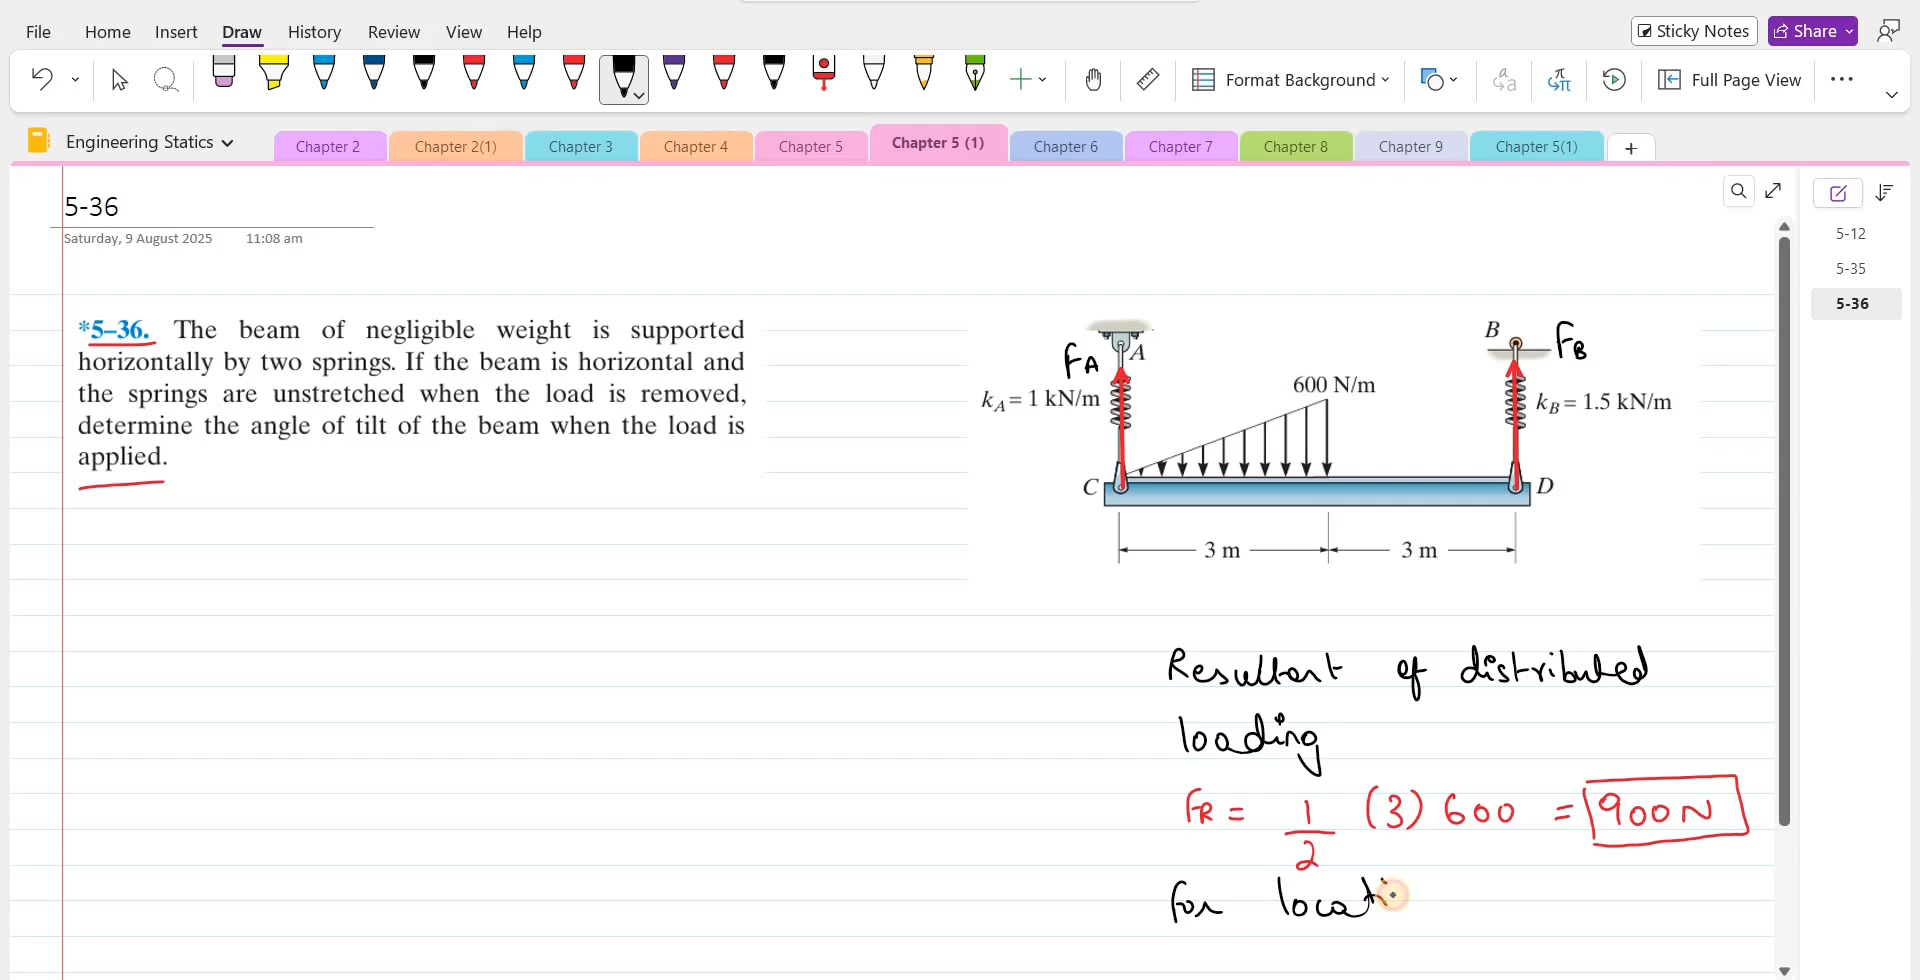 File Home Insert Draw History Review View Help Sticky Notes Share
Format Background Full Page View
Engineering Statics Chapter 2 Chapter 2(1) Chapter 3 Chapter 4 Chapter 5 Chapter 5 (1) Chapter 6 Chapter 7 Chapter 8 Chapter 9 Chapter 5(1)
5-36
Saturday, 9 August 2025 11:08 am
5-12
5-35
5-36
*5–36. The beam of negligible weight is supported
horizontally by two springs. If the beam is horizontal and
the springs are unstretched when the load is removed,
determine the angle of tilt of the beam when the load is
applied.
B FB
FA A
600 N/m
kA = 1 kN/m kB = 1.5 kN/m
C D
3 m 3 m
Resultant of distributed
loading
FR = 1/2 (3) 600 = 900N
for locati